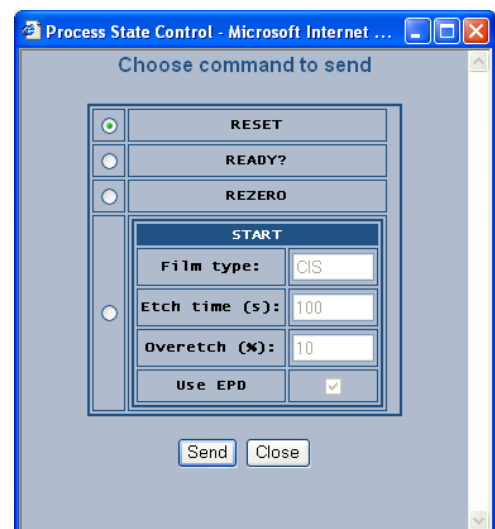 Process State Control - Microsoft Internet ...
Choose command to send
RESET
READY?
REZERO
START
Film type: CIS
Etch time (s): 100
Overetch (%): 10
Use EPD
Send Close